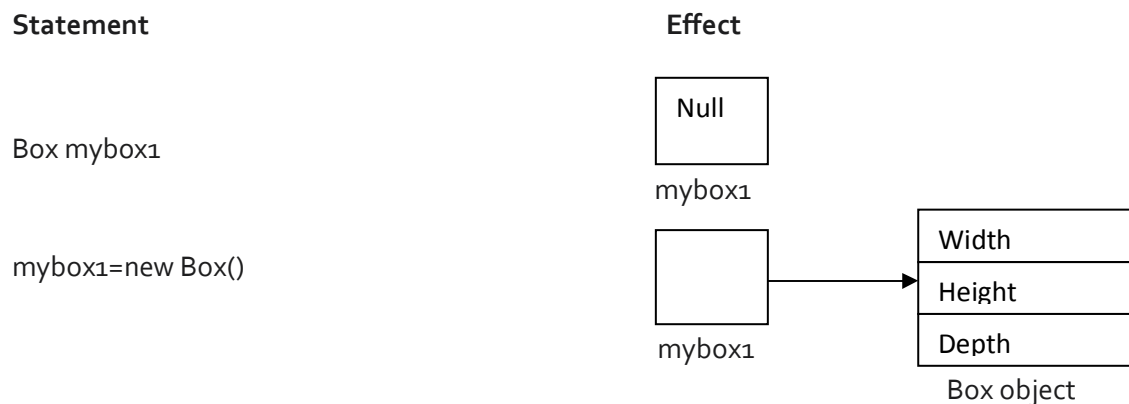 Statement Effect
Null
Box mybox1
mybox1
Width
mybox1=new Box()
Height
mybox1
Depth
Box object